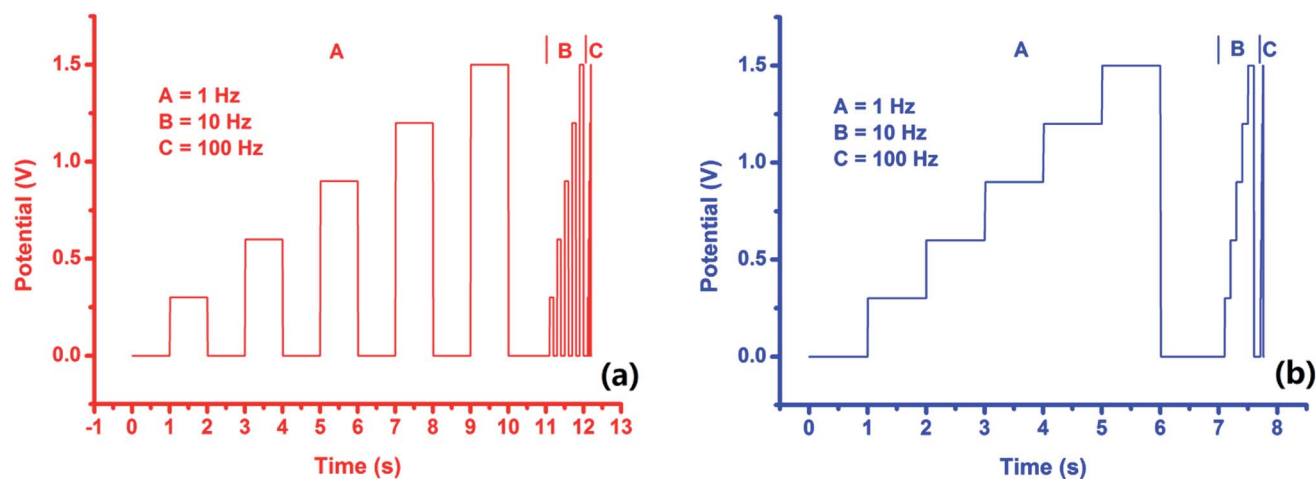 A
B
C
1.5
A = 1 Hz
B = 10 Hz
C = 100 Hz
1.0
0.5
0.0
Potential (V)
(a)
-1 0 1 2 3 4 5 6 7 8 9 10 11 12 13
Time (s)
A
B
C
1.5
A = 1 Hz
B = 10 Hz
C = 100 Hz
1.0
0.5
0.0
Potential (V)
(b)
0 1 2 3 4 5 6 7 8
Time (s)